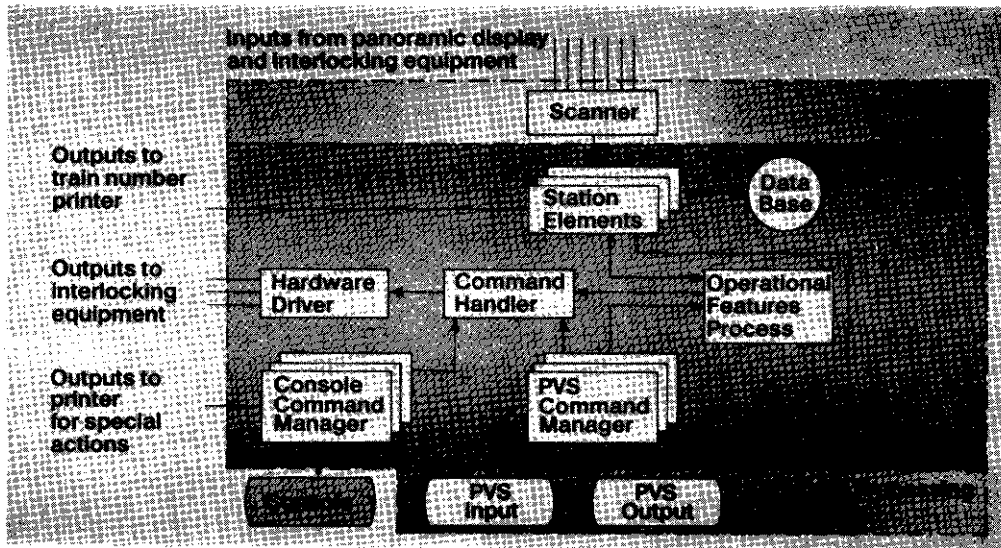 Inputs from panoramic display
and interlocking equipment
Scanner
Outputs to
train number
printer
Station
Elements
Data
Base
Outputs to
interlocking
equipment
Hardware
Driver
Command
Handler
Operational
Features
Process
Outputs to
printer
for special
actions
Console
Command
Manager
PVS
Command
Manager
PVS
Input
PVS
Output